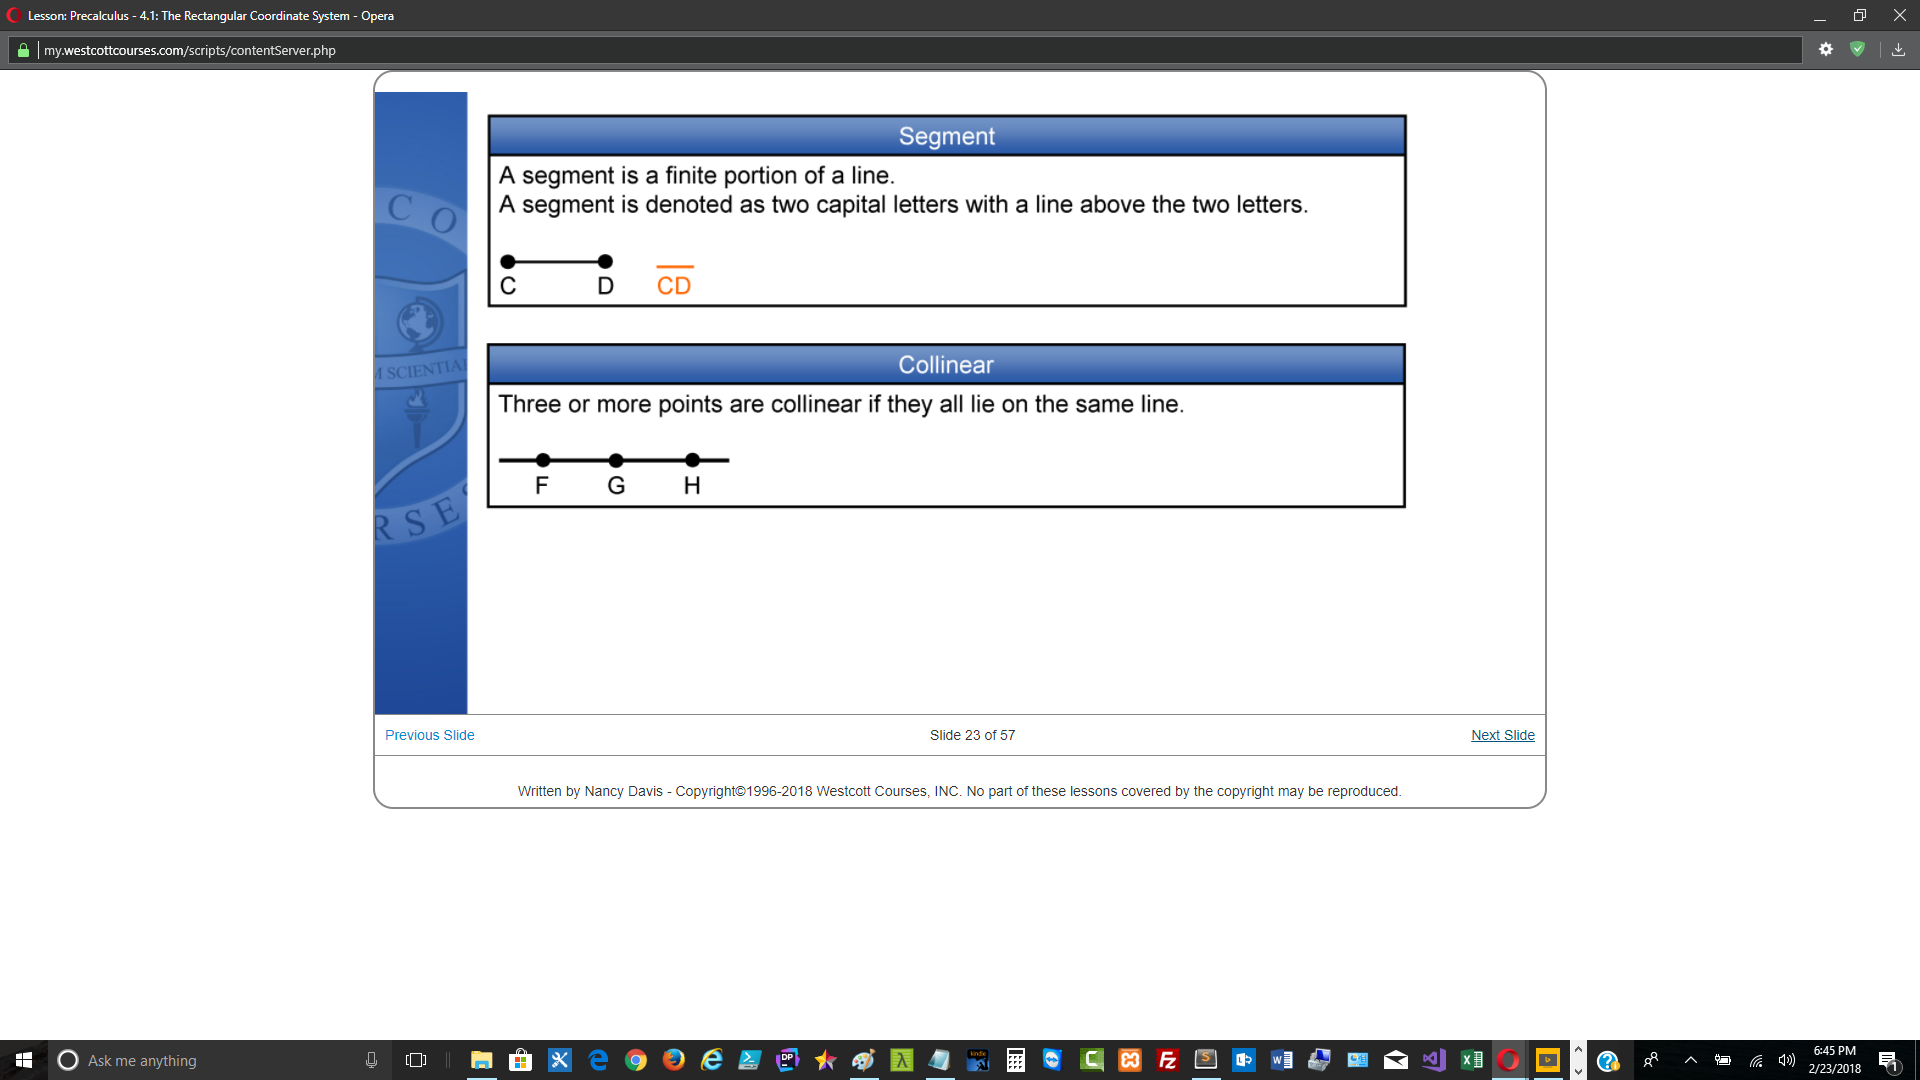 Lesson: Precalculus - 4.1: The Rectangular Coordinate System - Opera
my.westcottcourses.com/scripts/contentServer.php
Segment
A segment is a finite portion of a line.
A segment is denoted as two capital letters with a line above the two letters.
C D CD
Collinear
Three or more points are collinear if they all lie on the same line.
F G H
C O
M SCIENTIA
R S E S
Previous Slide Slide 23 of 57 Next Slide
Written by Nancy Davis - Copyright©1996-2018 Westcott Courses, INC. No part of these lessons covered by the copyright may be reproduced.
Ask me anything
DP
kindle
6:45 PM
2/23/2018
1